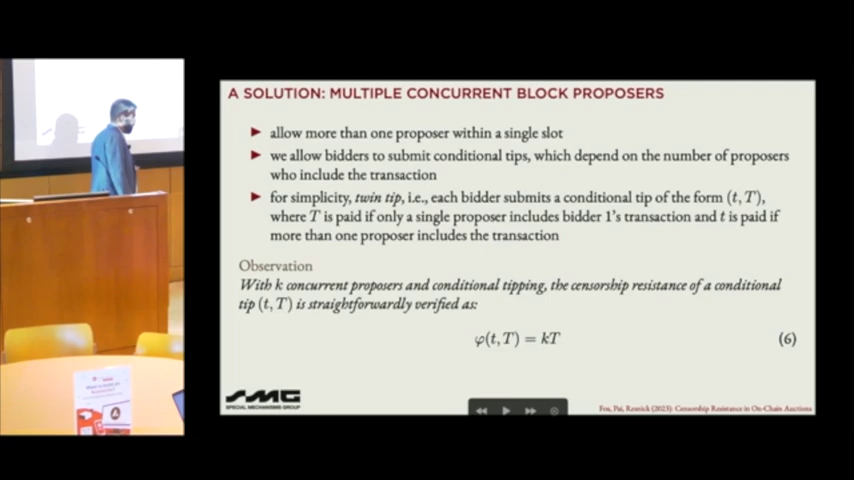 A SOLUTION: MULTIPLE CONCURRENT BLOCK PROPOSERS
► allow more than one proposer within a single slot
► we allow bidders to submit conditional tips, which depend on the number of proposers
who include the transaction
► for simplicity, twin tip, i.e., each bidder submits a conditional tip of the form (t, T),
where T is paid if only a single proposer includes bidder 1's transaction and t is paid if
more than one proposer includes the transaction
Observation
With k concurrent proposers and conditional tipping, the censorship resistance of a conditional
tip (t, T) is straightforwardly verified as:
φ(t, T) = kT (6)
SMG
SPECIAL MECHANISMS GROUP
Fox, Pai, Resnick (2023): Censorship Resistance in On-Chain Auctions